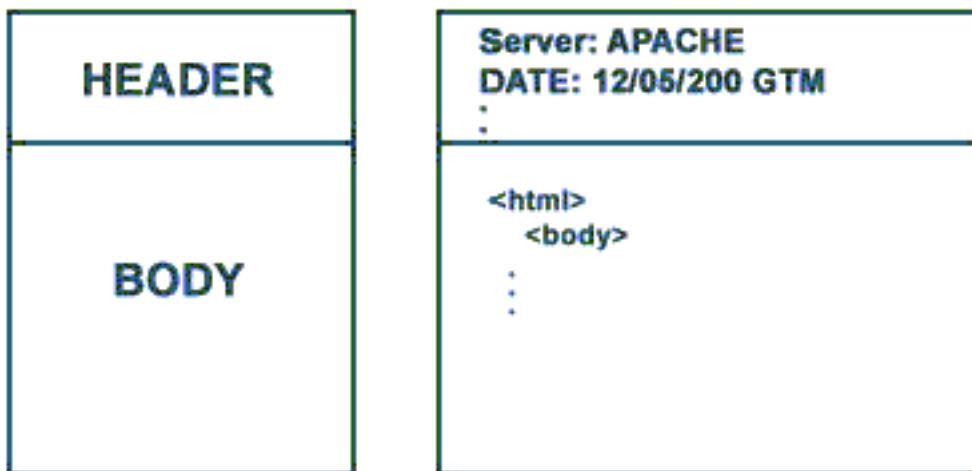 HEADER
BODY
Server: APACHE
DATE: 12/05/200 GTM
:
<html>
<body>
.
.
.